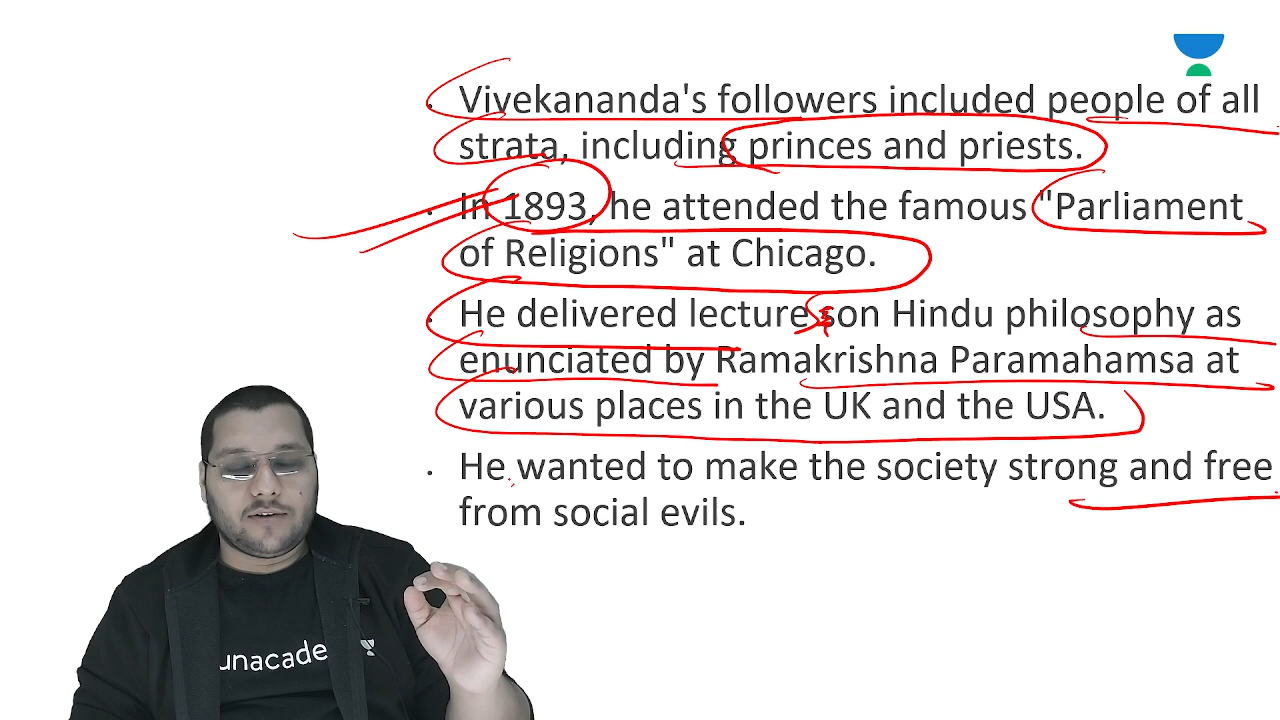 Vivekananda's followers included people of all
strata, including princes and priests.
In 1893, he attended the famous "Parliament
of Religions" at Chicago.
He delivered lecture son Hindu philosophy as
enunciated by Ramakrishna Paramahamsa at
various places in the UK and the USA.
He wanted to make the society strong and free
from social evils.
unacade